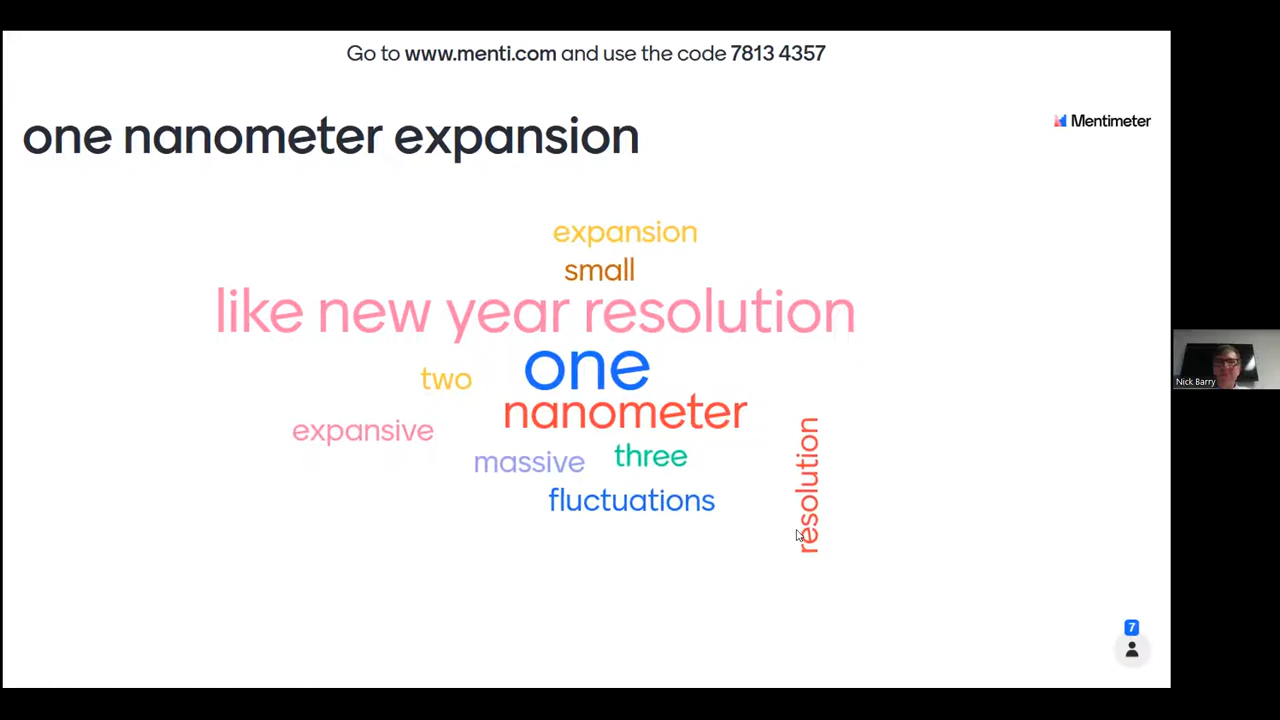 Go to www.menti.com and use the code 7813 4357
one nanometer expansion
Mentimeter
expansion
small
like new year resolution
one
two
nanometer
expansive
three
massive
fluctuations
resolution
Nick Barry
7